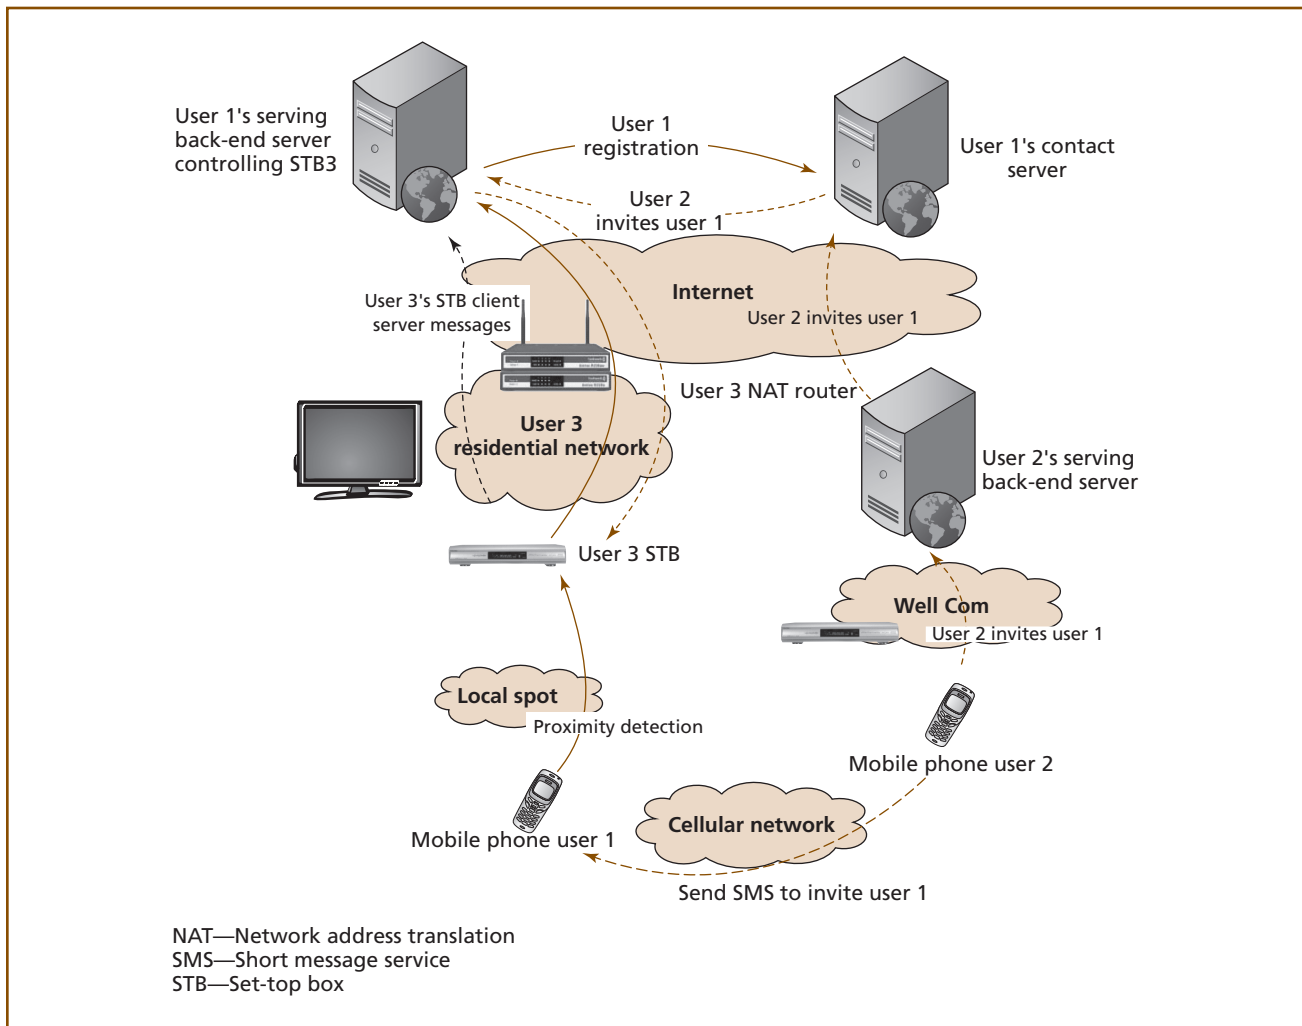 User 1's serving
back-end server
controlling STB3
User 1
registration
User 1's contact
server
User 2
invites user 1
Internet
User 3's STB client
server messages
User 2 invites user 1
User 3 NAT router
User 3
residential network
User 2's serving
back-end server
User 3 STB
Well Com
User 2 invites user 1
Local spot
Proximity detection
Mobile phone user 2
Cellular network
Mobile phone user 1
Send SMS to invite user 1
NAT—Network address translation
SMS—Short message service
STB—Set-top box